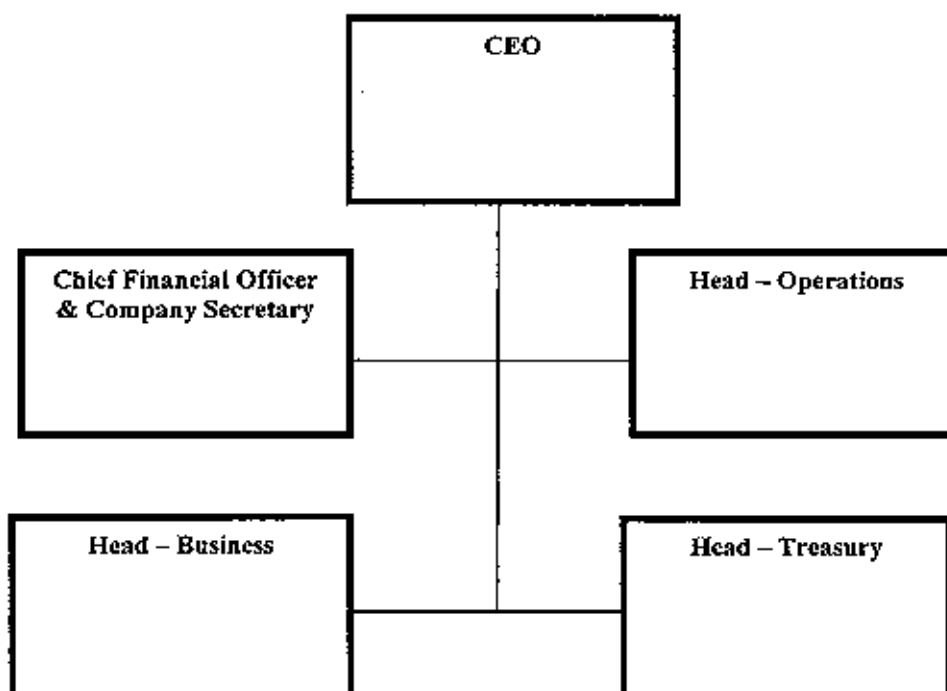 CEO
Chief Financial Officer
& Company Secretary
Head – Operations
Head – Business
Head – Treasury